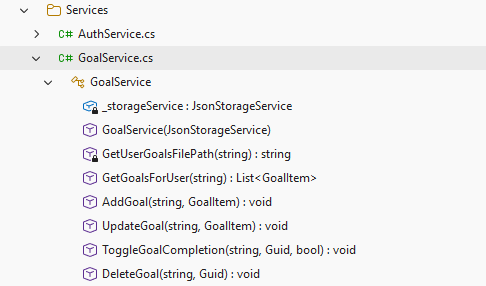 Services
C# AuthService.cs
C# GoalService.cs
GoalService
_storageService : JsonStorageService
GoalService(JsonStorageService)
GetUserGoalsFilePath(string) : string
GetGoalsForUser(string) : List<GoalItem>
AddGoal(string, GoalItem) : void
UpdateGoal(string, GoalItem) : void
ToggleGoalCompletion(string, Guid, bool) : void
DeleteGoal(string, Guid) : void